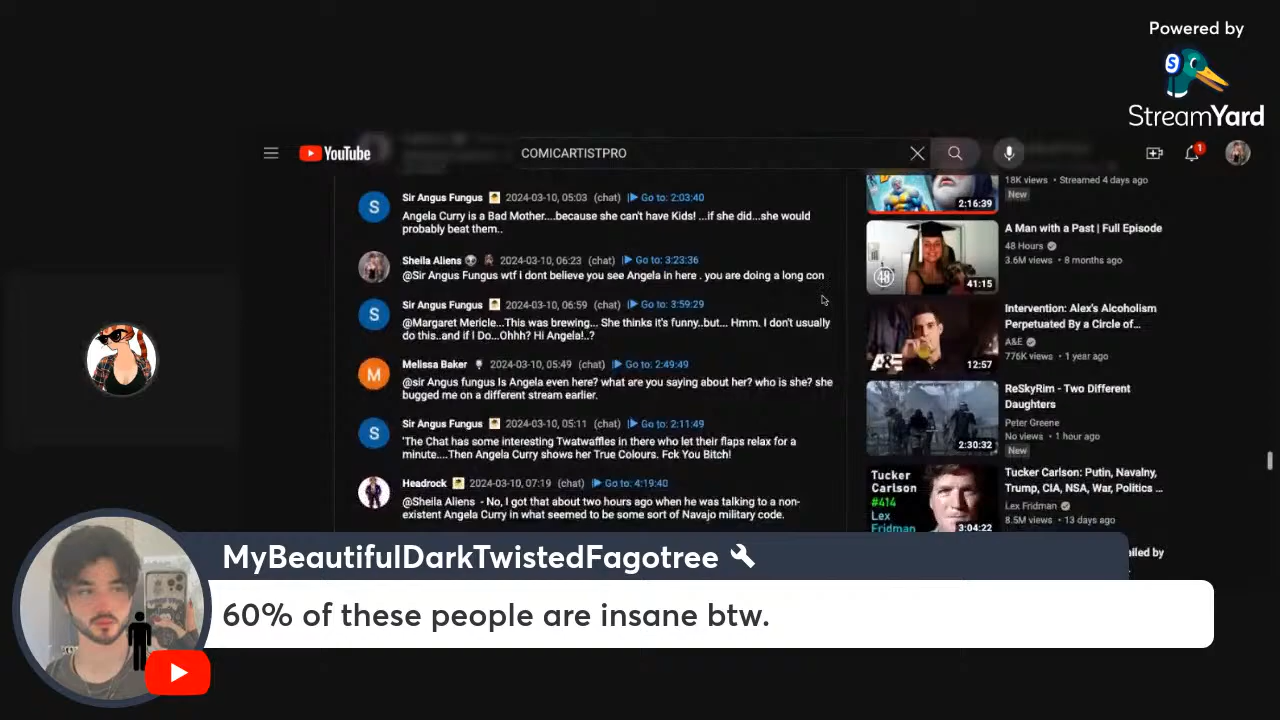 Powered by
StreamYard
YouTube
COMICARTISTPRO
1
Sir Angus Fungus 2024-03-10, 05:03 (chat) Go to: 2:03:40
Angela Curry is a Bad Mother....because she can't have Kids! ...if she did...she would
probably beat them..
Sheila Aliens 2024-03-10, 06:23 (chat) Go to: 3:23:36
@Sir Angus Fungus wtf i dont believe you see Angela in here . you are doing a long con
S
Sir Angus Fungus 2024-03-10, 06:59 (chat) Go to: 3:59:29
@Margaret Mericle...This was brewing... She thinks it's funny..but... Hmm. I don't usually
do this..and if I Do...Ohhh? Hi Angela!..?
S
Melissa Baker 2024-03-10, 05:49 (chat) Go to: 2:49:49
@sir Angus fungus Is Angela even here? what are you saying about her? who is she? she
bugged me on a different stream earlier.
M
Sir Angus Fungus 2024-03-10, 05:11 (chat) Go to: 2:11:49
'The Chat has some interesting Twatwaffles in there who let their flaps relax for a
minute....Then Angela Curry shows her True Colours. Fck You Bitch!
S
Headrock 2024-03-10, 07:19 (chat) Go to: 4:19:40
@Sheila Aliens - No, I got that about two hours ago when he was talking to a non-
existent Angela Curry in what seemed to be some sort of Navajo military code.
18K views • Streamed 4 days ago
New
2:16:39
A Man with a Past | Full Episode
48 Hours
3.6M views • 8 months ago
48
41:15
Intervention: Alex's Alcoholism
Perpetuated By a Circle of...
A&E
776K views • 1 year ago
A&E
12:57
ReSkyRim - Two Different
Daughters
Peter Greene
No views • 1 hour ago
New
2:30:32
Tucker Carlson: Putin, Navalny,
Trump, CIA, NSA, War, Politics ...
Lex Fridman
8.5M views • 13 days ago
Tucker
Carlson
#414
Lex
Fridman
3:04:22
MyBeautifulDarkTwistedFagotree
60% of these people are insane btw.